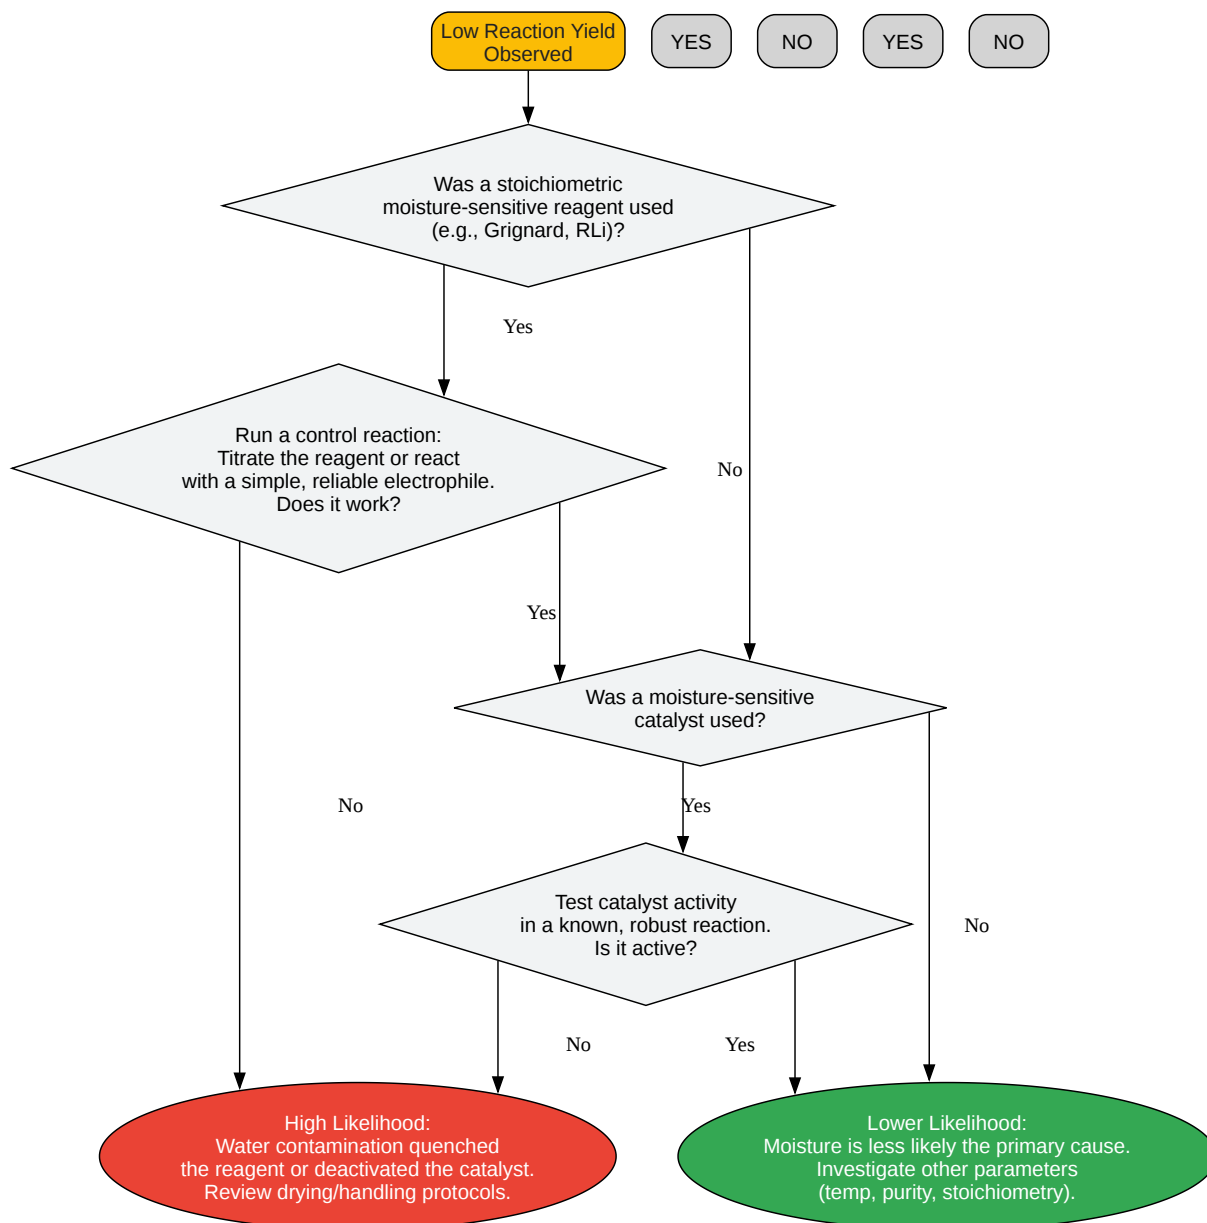 Low Reaction Yield
Observed
YES
NO
YES
NO
Was a stoichiometric
moisture-sensitive reagent used
(e.g., Grignard, RLi)?
Yes
Run a control reaction:
Titrate the reagent or react
with a simple, reliable electrophile.
Does it work?
No
Yes
Was a moisture-sensitive
catalyst used?
No
Yes
Test catalyst activity
in a known, robust reaction.
Is it active?
No
No
Yes
High Likelihood:
Water contamination quenched
the reagent or deactivated the catalyst.
Review drying/handling protocols.
Lower Likelihood:
Moisture is less likely the primary cause.
Investigate other parameters
(temp, purity, stoichiometry).